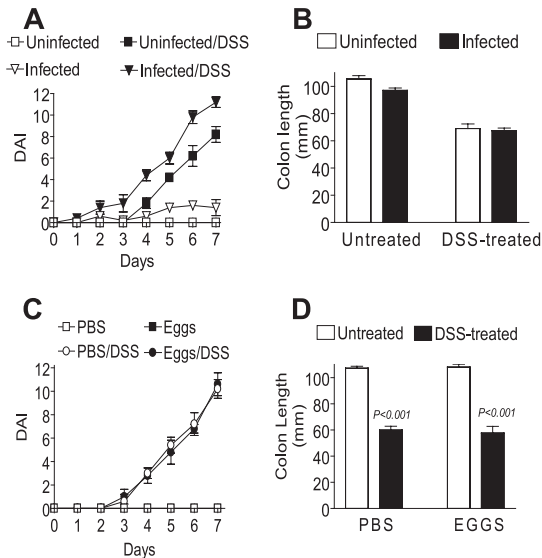 A
Uninfected Uninfected/DSS
Infected Infected/DSS
12
10
8
6
4
2
0
DAI
0 1 2 3 4 5 6 7
Days
B
Uninfected Infected
100
80
60
40
20
0
Colon length
(mm)
Untreated DSS-treated
C
PBS Eggs
PBS/DSS Eggs/DSS
12
10
8
6
4
2
0
DAI
0 1 2 3 4 5 6 7
Days
D
Untreated DSS-treated
100
80
60
40
20
0
Colon Length
(mm)
P<0.001 P<0.001
PBS EGGS